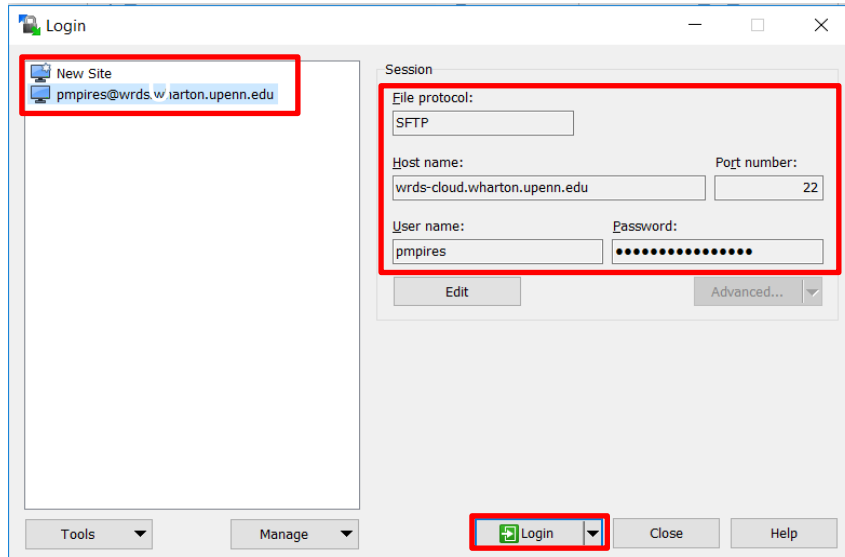 Login
New Site
pmpires@wrds.wharton.upenn.edu
Session
File protocol:
SFTP
Host name: Port number:
wrds-cloud.wharton.upenn.edu 22
User name: Password:
pmpires ●●●●●●●●●●●●●●●●
Edit Advanced...
Tools Manage Login Close Help